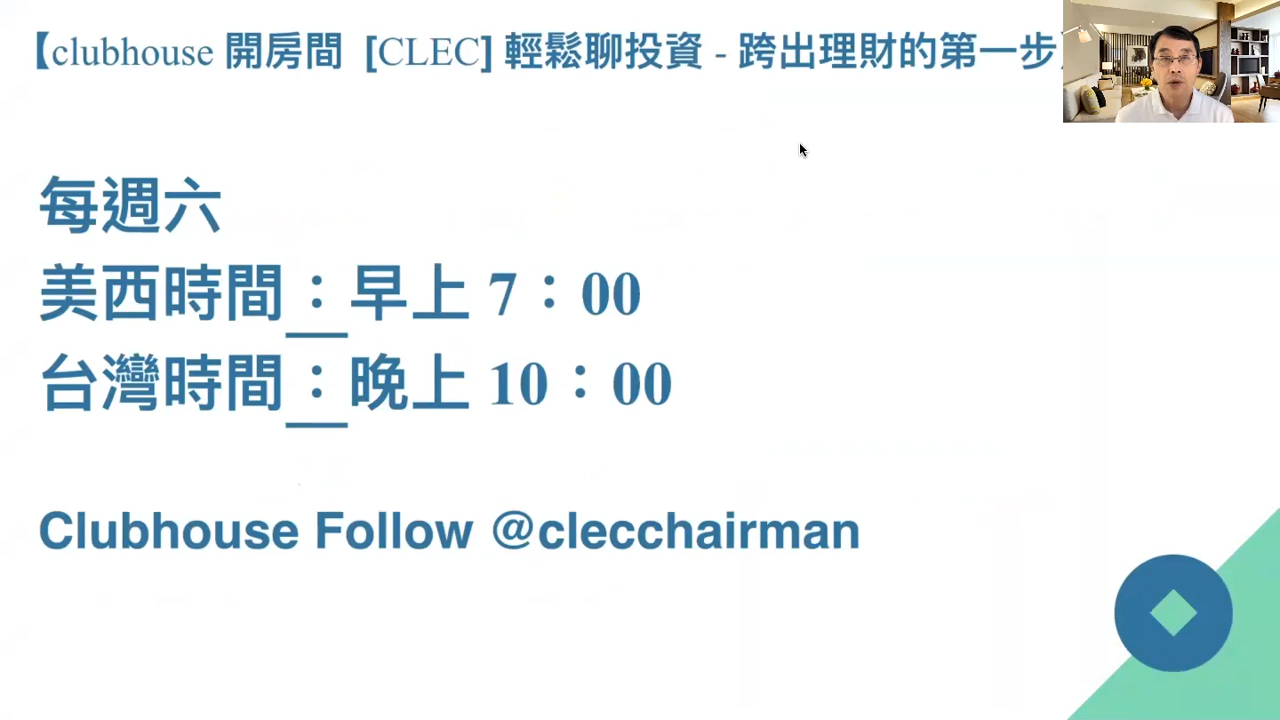 【clubhouse 開房間 [CLEC] 輕鬆聊投資 - 跨出理財的第一步】
每週六
美西時間：早上 7：00
台灣時間：晚上 10：00
Clubhouse Follow @clecchairman